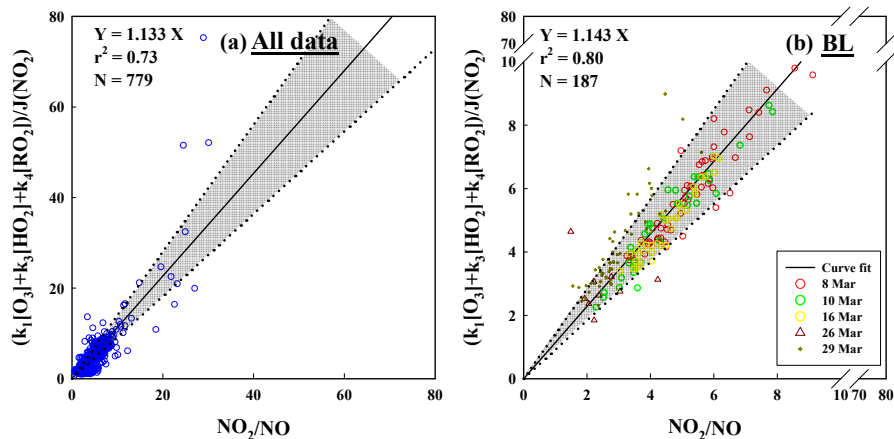 (k₁[O₃]+k₃[HO₂]+k₄[RO₂])/J(NO₂)
80
60
40
20
0
Y = 1.133 X
r² = 0.73
N = 779
(a) All data
0 20 40 60 80
NO₂/NO
(k₁[O₃]+k₃[HO₂]+k₄[RO₂])/J(NO₂)
80
70
10
8
6
4
2
0
Y = 1.143 X
r² = 0.80
N = 187
(b) BL
Curve fit
8 Mar
10 Mar
16 Mar
26 Mar
29 Mar
0 2 4 6 8 10 70 80
NO₂/NO